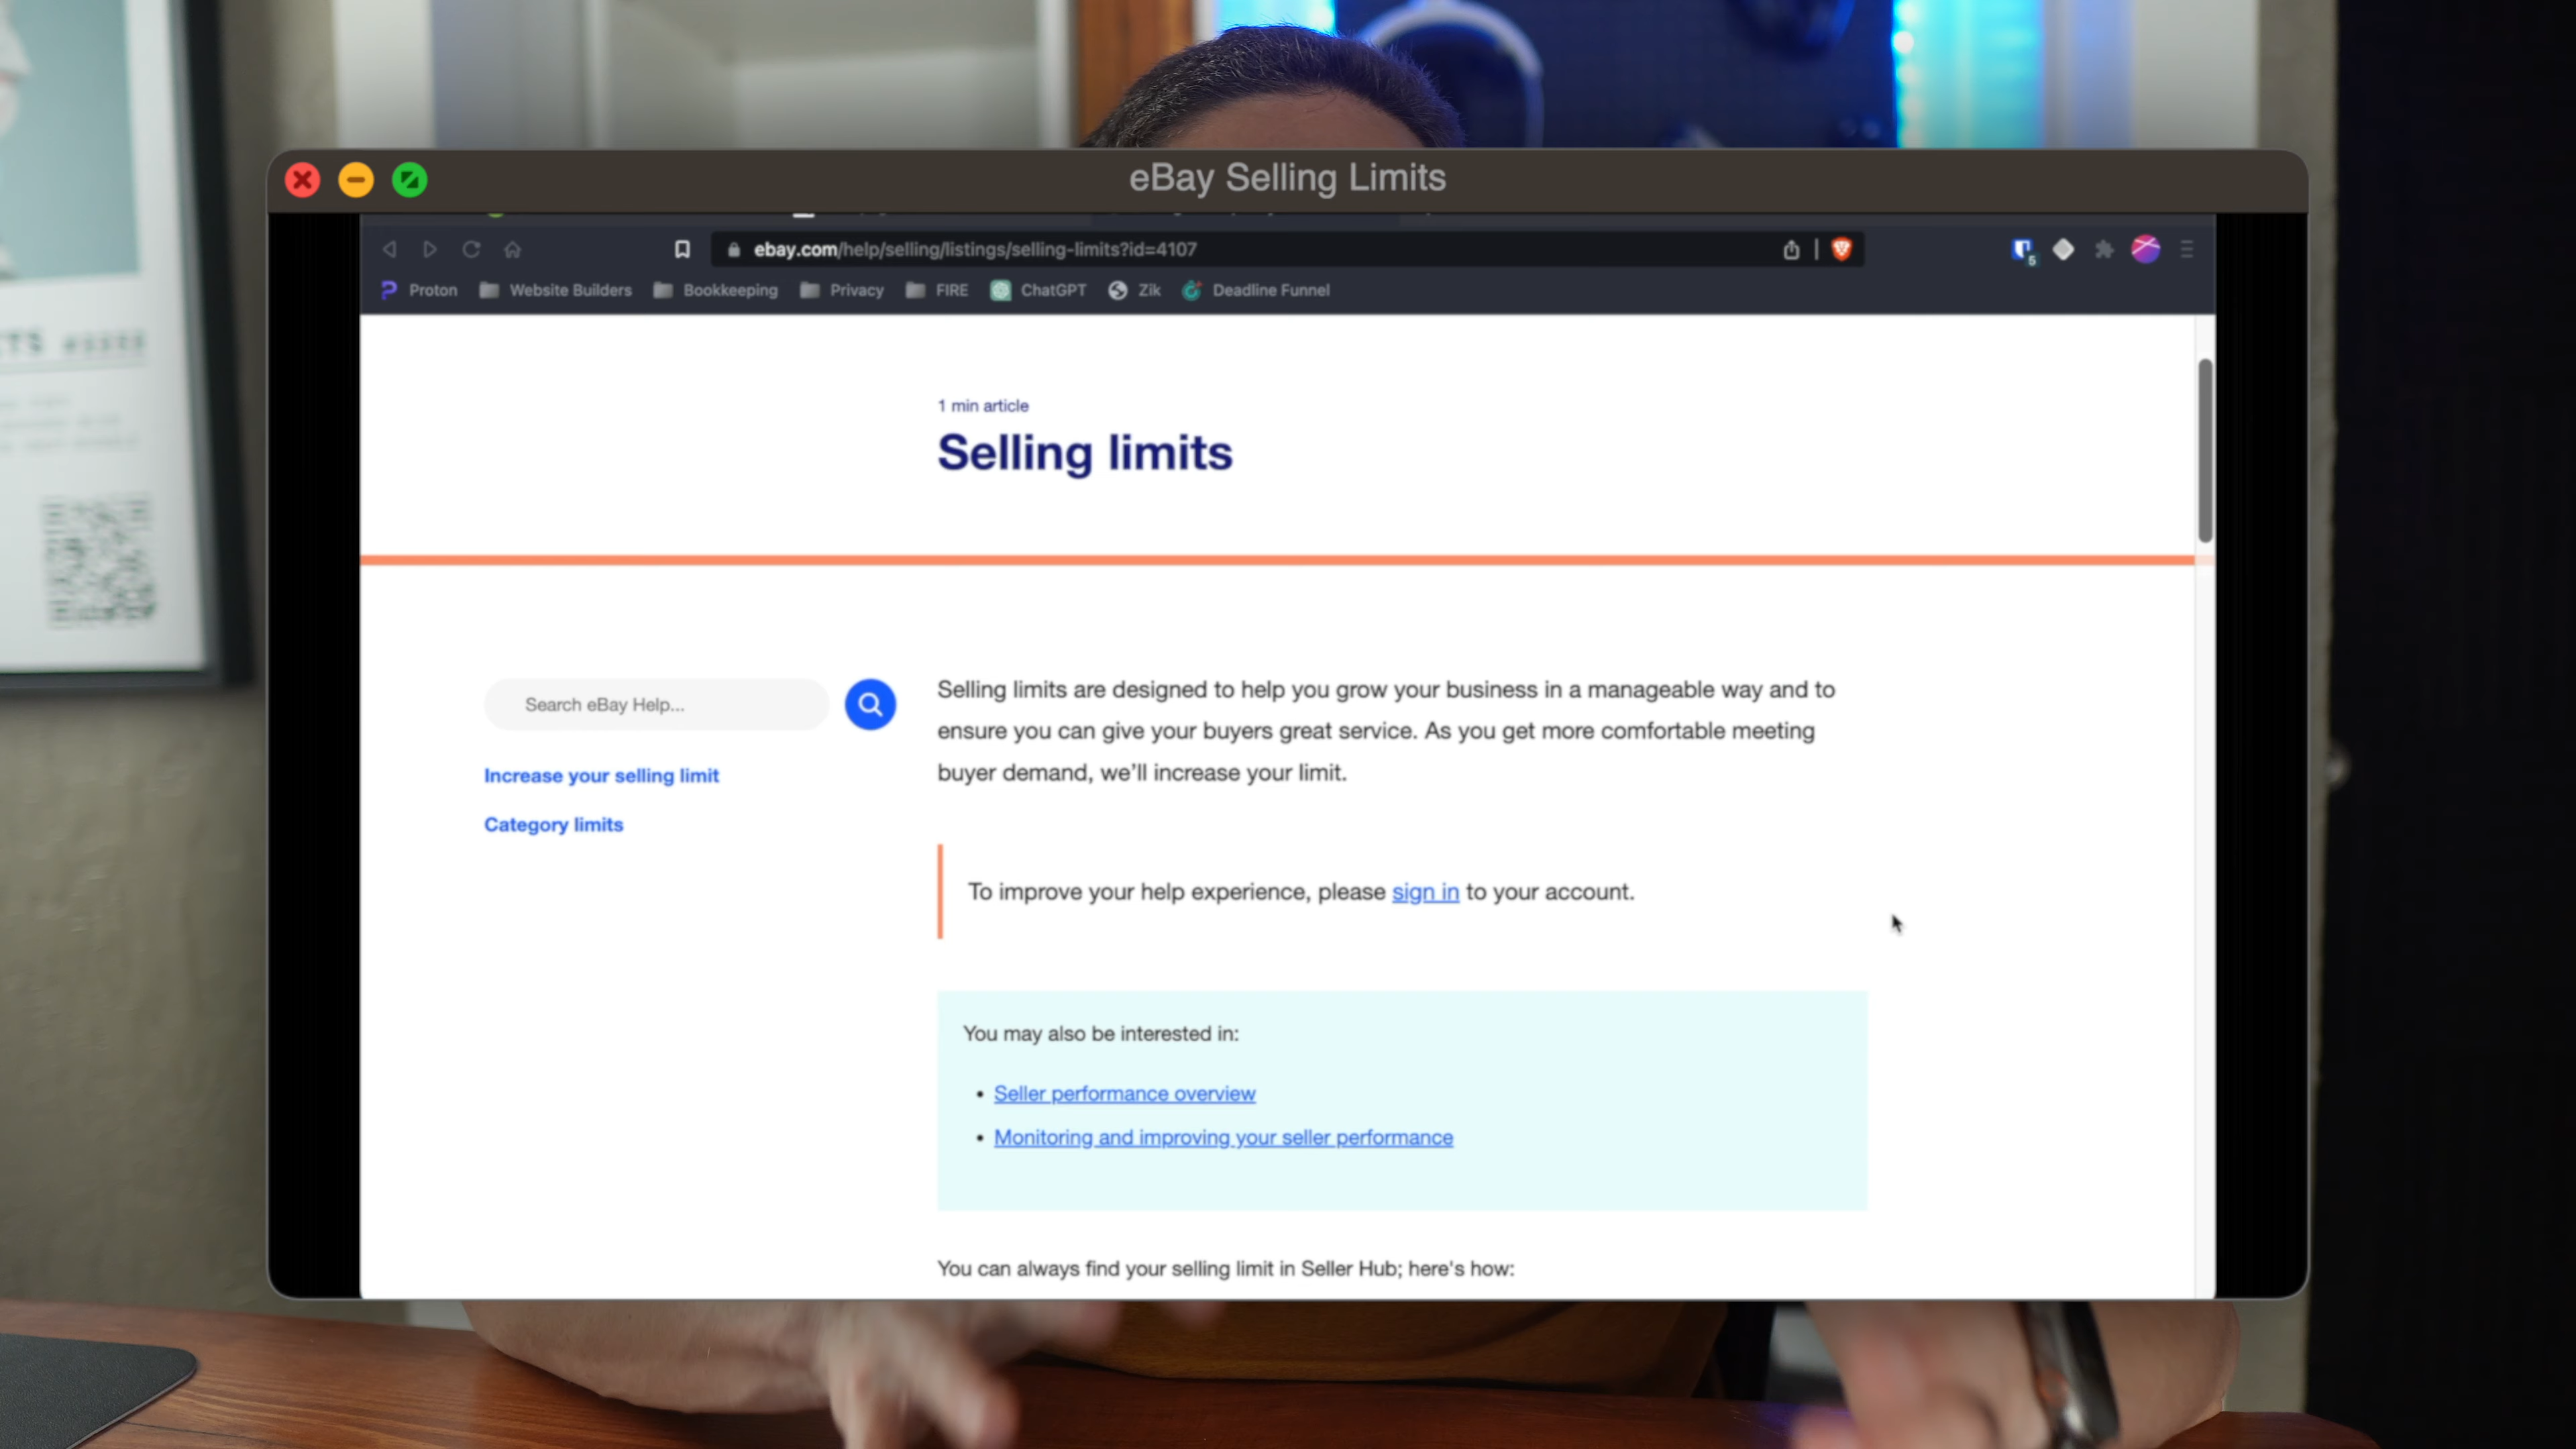 eBay Selling Limits
ebay.com/help/selling/listings/selling-limits?id=4107
5
Proton Website Builders Bookkeeping Privacy FIRE ChatGPT Zik Deadline Funnel
1 min article
Selling limits
Search eBay Help...
Increase your selling limit
Category limits
Selling limits are designed to help you grow your business in a manageable way and to
ensure you can give your buyers great service. As you get more comfortable meeting
buyer demand, we'll increase your limit.
To improve your help experience, please sign in to your account.
You may also be interested in:
• Seller performance overview
• Monitoring and improving your seller performance
You can always find your selling limit in Seller Hub; here's how: